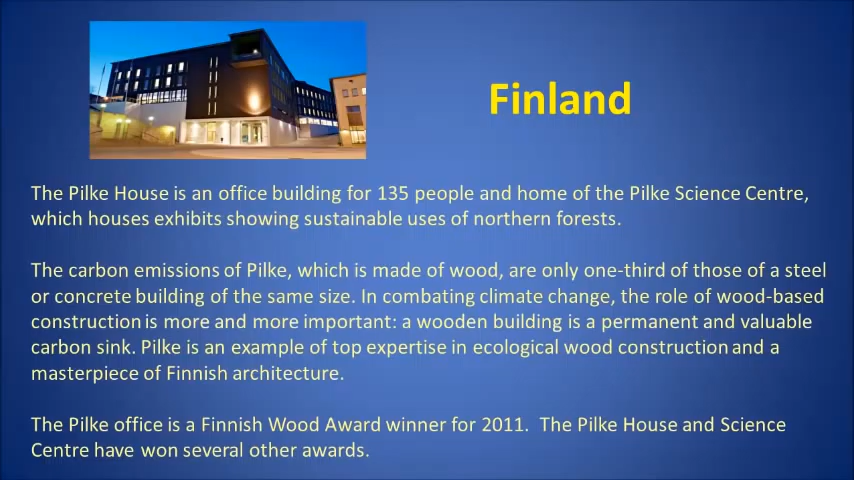 Finland
The Pilke House is an office building for 135 people and home of the Pilke Science Centre,
which houses exhibits showing sustainable uses of northern forests.
The carbon emissions of Pilke, which is made of wood, are only one-third of those of a steel
or concrete building of the same size. In combating climate change, the role of wood-based
construction is more and more important: a wooden building is a permanent and valuable
carbon sink. Pilke is an example of top expertise in ecological wood construction and a
masterpiece of Finnish architecture.
The Pilke office is a Finnish Wood Award winner for 2011.  The Pilke House and Science
Centre have won several other awards.